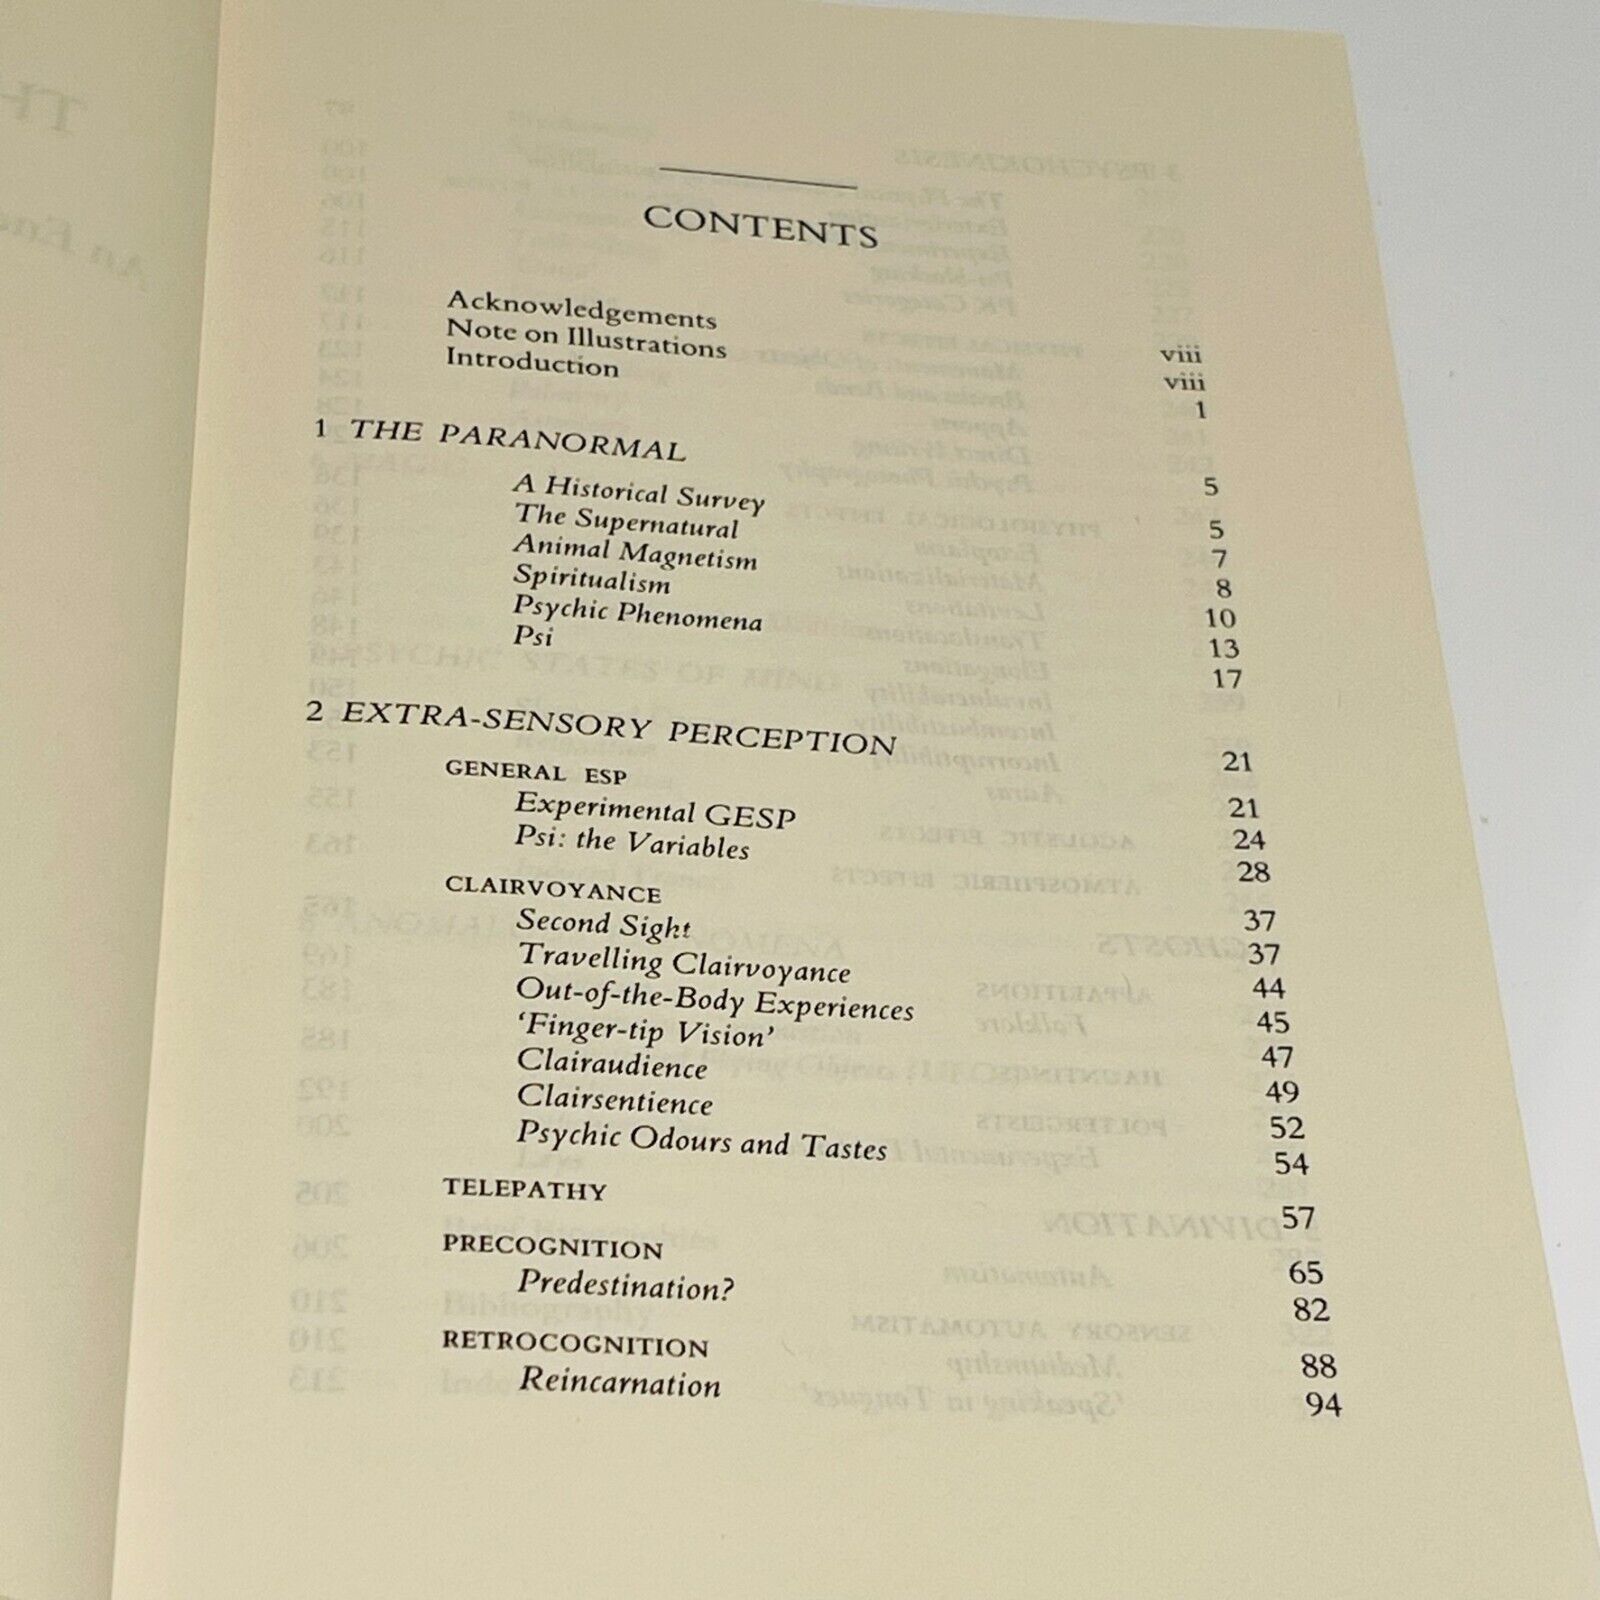 CONTENTS
Acknowledgements viii
Note on Illustrations viii
Introduction 1
1 THE PARANORMAL 5
A Historical Survey 5
The Supernatural 7
Animal Magnetism 8
Spiritualism 10
Psychic Phenomena 13
Psi 17
2 EXTRA-SENSORY PERCEPTION 21
GENERAL ESP 21
Experimental GESP 24
Psi: the Variables 28
CLAIRVOYANCE 37
Second Sight 37
Travelling Clairvoyance 44
Out-of-the-Body Experiences 45
‘Finger-tip Vision’ 47
Clairaudience 49
Clairsentience 52
Psychic Odours and Tastes 54
TELEPATHY 57
PRECOGNITION 65
Predestination? 82
RETROCOGNITION 88
Reincarnation 94